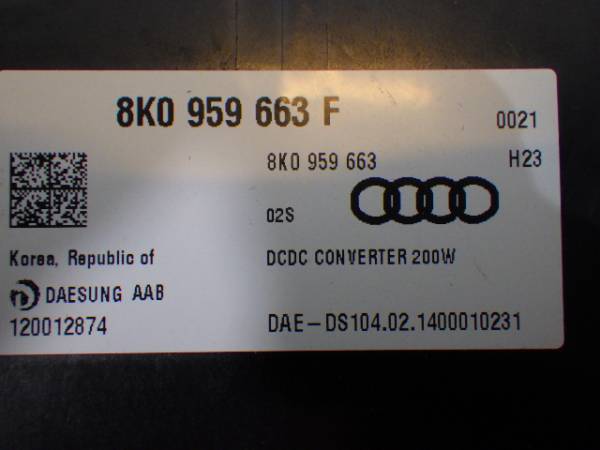 8K0 959 663 F
0021
8K0 959 663
H23
02S
Korea, Republic of
DCDC CONVERTER 200W
DAESUNG AAB
120012874
DAE-DS104.02.1400010231